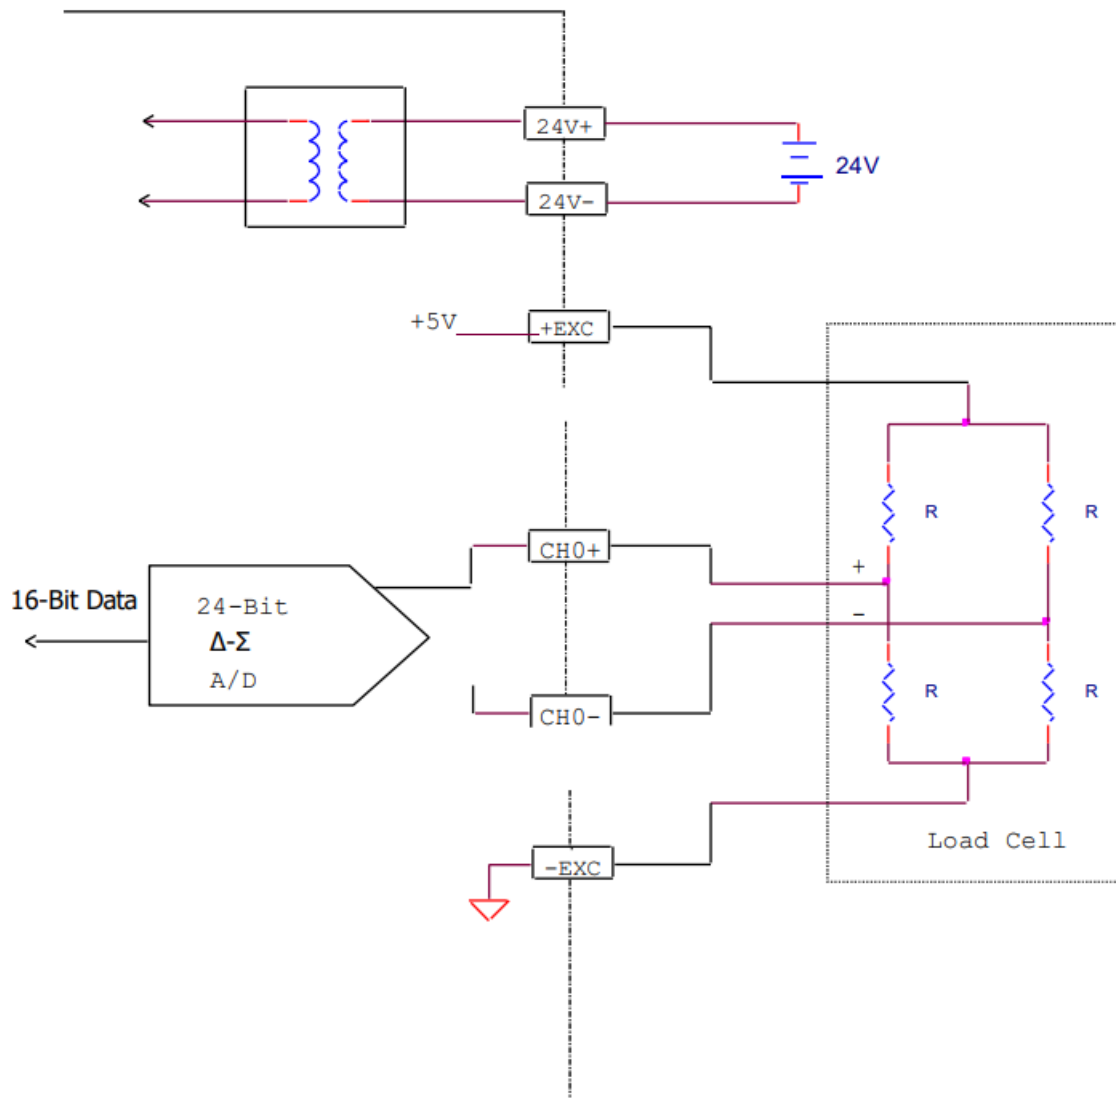 24V+
24V
24V-
+5V
+EXC
R
R
CH0+
+
16-Bit Data
24-Bit
Δ-Σ
A/D
-
R
R
CH0-
Load Cell
-EXC